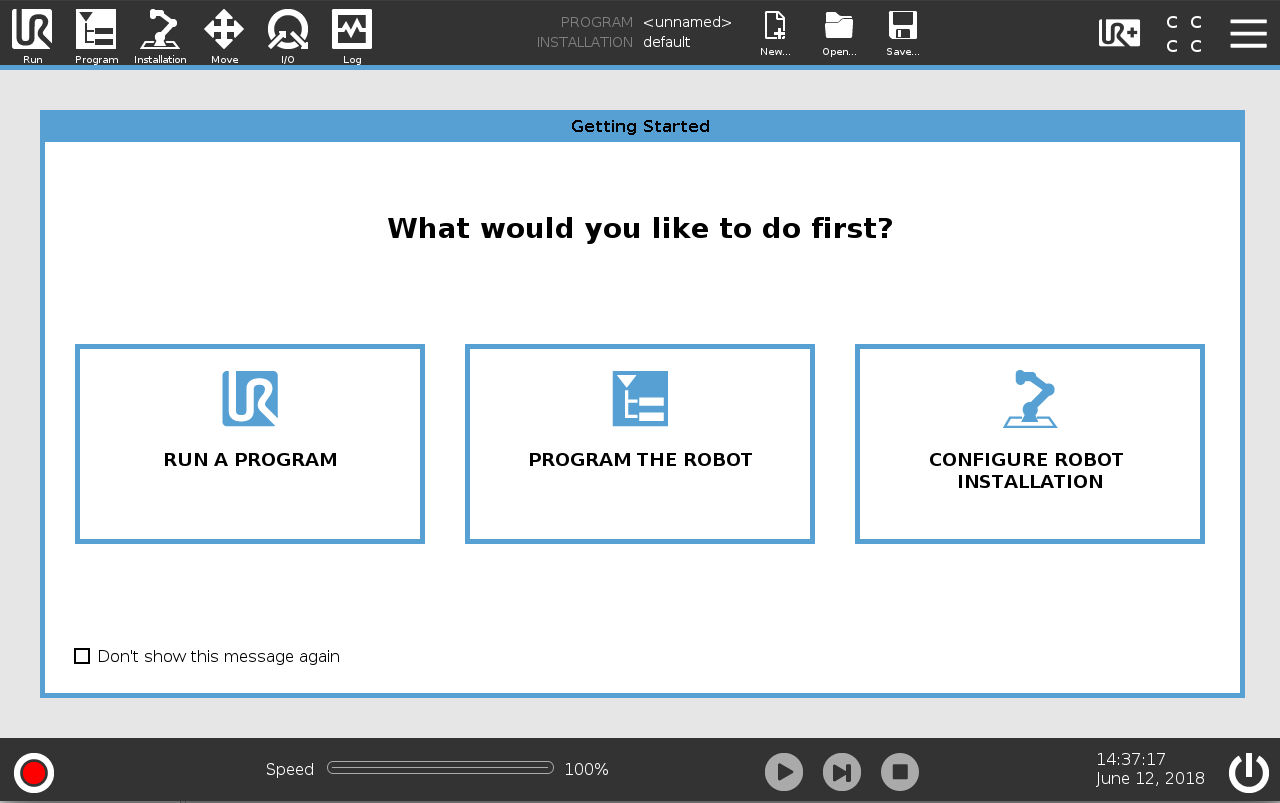 Run
Program
Installation
Move
I/O
Log
PROGRAM <unnamed>
INSTALLATION default
New...
Open...
Save...
C C
C C
Getting Started
What would you like to do first?
RUN A PROGRAM
PROGRAM THE ROBOT
CONFIGURE ROBOT
INSTALLATION
Don't show this message again
Speed 100%
14:37:17
June 12, 2018